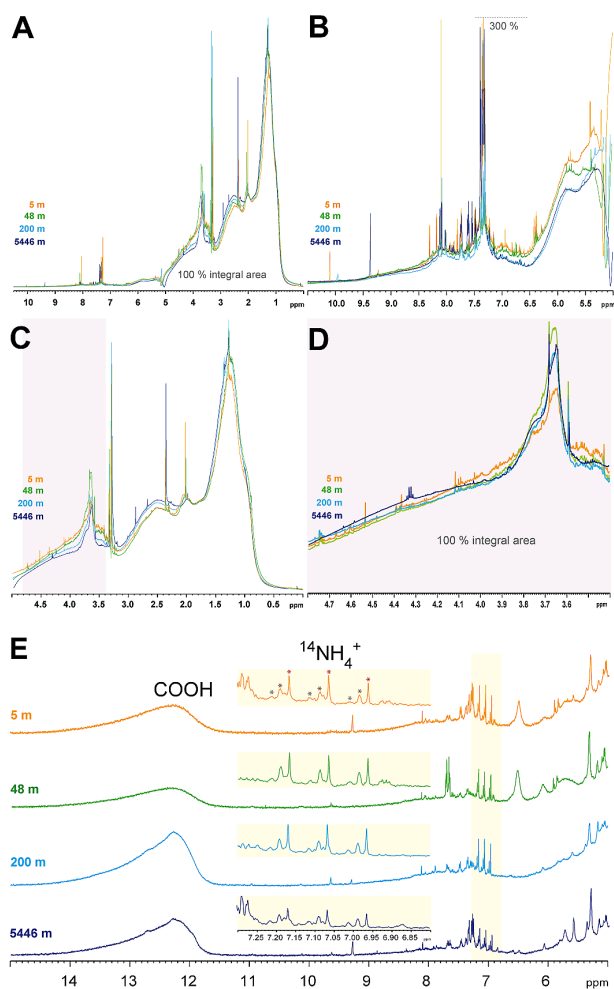 A
5 m
48 m
200 m
5446 m
100 % integral area
10 9 8 7 6 5 4 3 2 1 ppm
B
300 %
5 m
48 m
200 m
5446 m
10.0 9.5 9.0 8.5 8.0 7.5 7.0 6.5 6.0 5.5 ppm
C
5 m
48 m
200 m
5446 m
4.5 4.0 3.5 3.0 2.5 2.0 1.5 1.0 0.5 0.0 ppm
D
5 m
48 m
200 m
5446 m
100 % integral area
4.7 4.6 4.5 4.4 4.3 4.2 4.1 4.0 3.9 3.8 3.7 3.6 ppm
E
14NH4+
COOH
* * * * * * * * *
5 m
48 m
200 m
5446 m
7.25 7.20 7.15 7.10 7.05 7.00 6.95 6.90 6.85 ppm
14 13 12 11 10 9 8 7 6 ppm